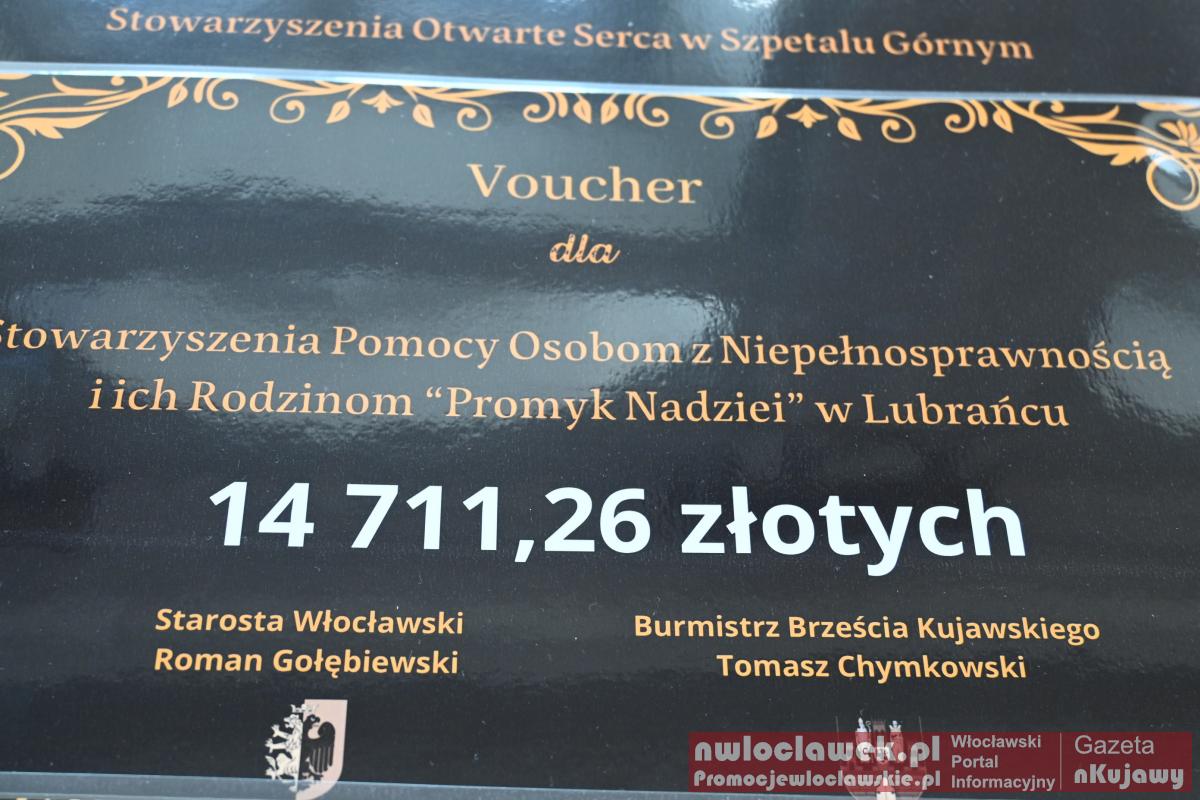 Stowarzyszenia Otwarte Serca w Szpetalu Górnym
Voucher
dla
Stowarzyszenia Pomocy Osobom z Niepełnosprawnością
i ich Rodzinom “Promyk Nadziei” w Lubrańcu
14 711,26 złotych
Starosta Włocławski
Roman Gołębiewski
Burmistrz Brześcia Kujawskiego
Tomasz Chymkowski
nwloclawek.pl
Promocjewloclawskie.pl
Włocławski
Portal
Informacyjny
Gazeta
nKujawy